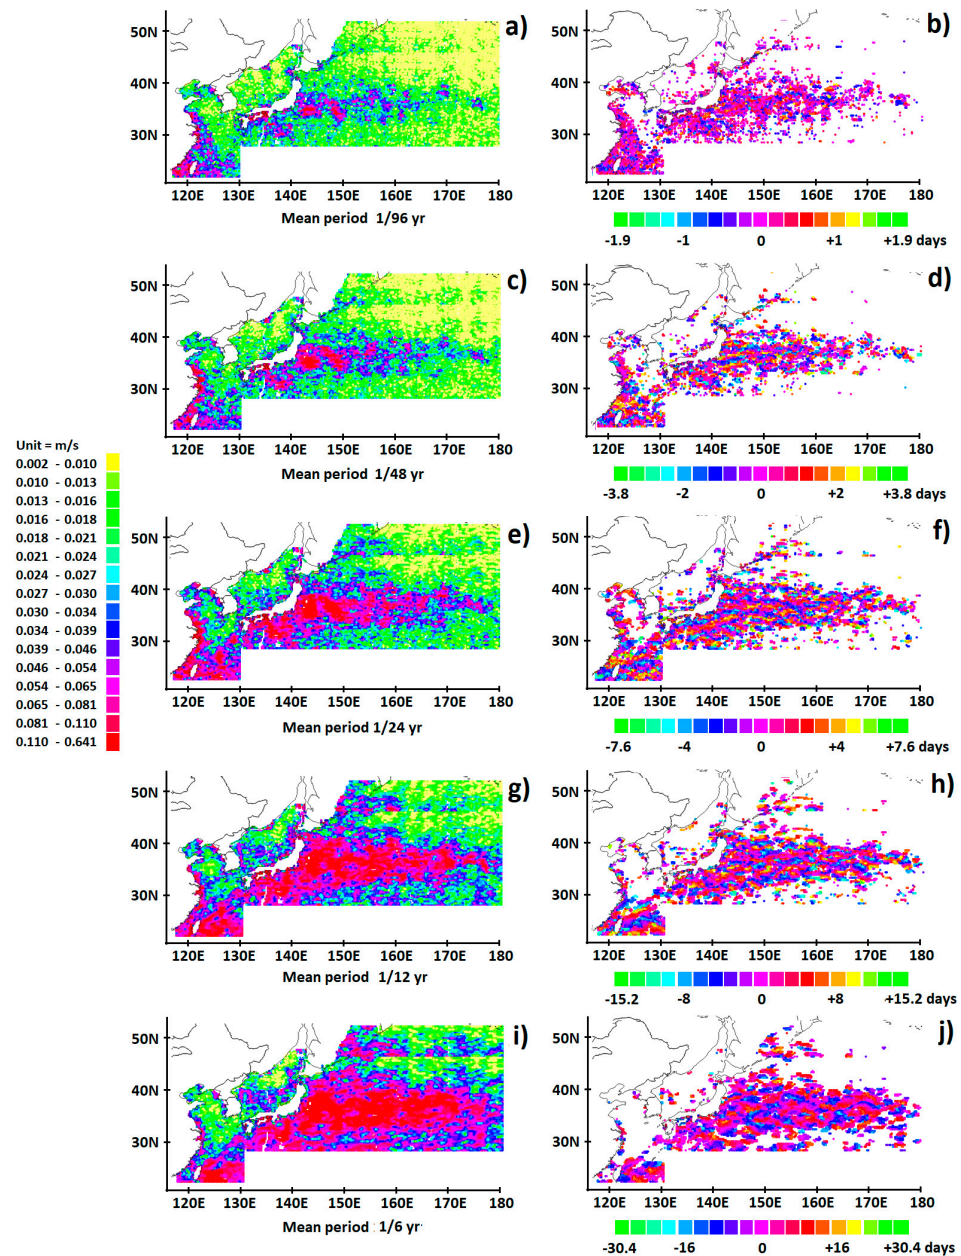 50N
40N
30N
a)
120E 130E 140E 150E 160E 170E 180
Mean period 1/96 yr
50N
40N
30N
b)
120E 130E 140E 150E 160E 170E 180
-1.9 -1 0 +1 +1.9 days
50N
40N
30N
c)
120E 130E 140E 150E 160E 170E 180
Mean period 1/48 yr
50N
40N
30N
d)
120E 130E 140E 150E 160E 170E 180
-3.8 -2 0 +2 +3.8 days
Unit = m/s
0.002 - 0.010
0.010 - 0.013
0.013 - 0.016
0.016 - 0.018
0.018 - 0.021
0.021 - 0.024
0.024 - 0.027
0.027 - 0.030
0.030 - 0.034
0.034 - 0.039
0.039 - 0.046
0.046 - 0.054
0.054 - 0.065
0.065 - 0.081
0.081 - 0.110
0.110 - 0.641
50N
40N
30N
e)
120E 130E 140E 150E 160E 170E 180
Mean period 1/24 yr
50N
40N
30N
f)
120E 130E 140E 150E 160E 170E 180
-7.6 -4 0 +4 +7.6 days
50N
40N
30N
g)
120E 130E 140E 150E 160E 170E 180
Mean period 1/12 yr
50N
40N
30N
h)
120E 130E 140E 150E 160E 170E 180
-15.2 -8 0 +8 +15.2 days
50N
40N
30N
i)
120E 130E 140E 150E 160E 170E 180
Mean period : 1/6 yr·
50N
40N
30N
j)
120E 130E 140E 150E 160E 170E 180
-30.4 -16 0 +16 +30.4 days